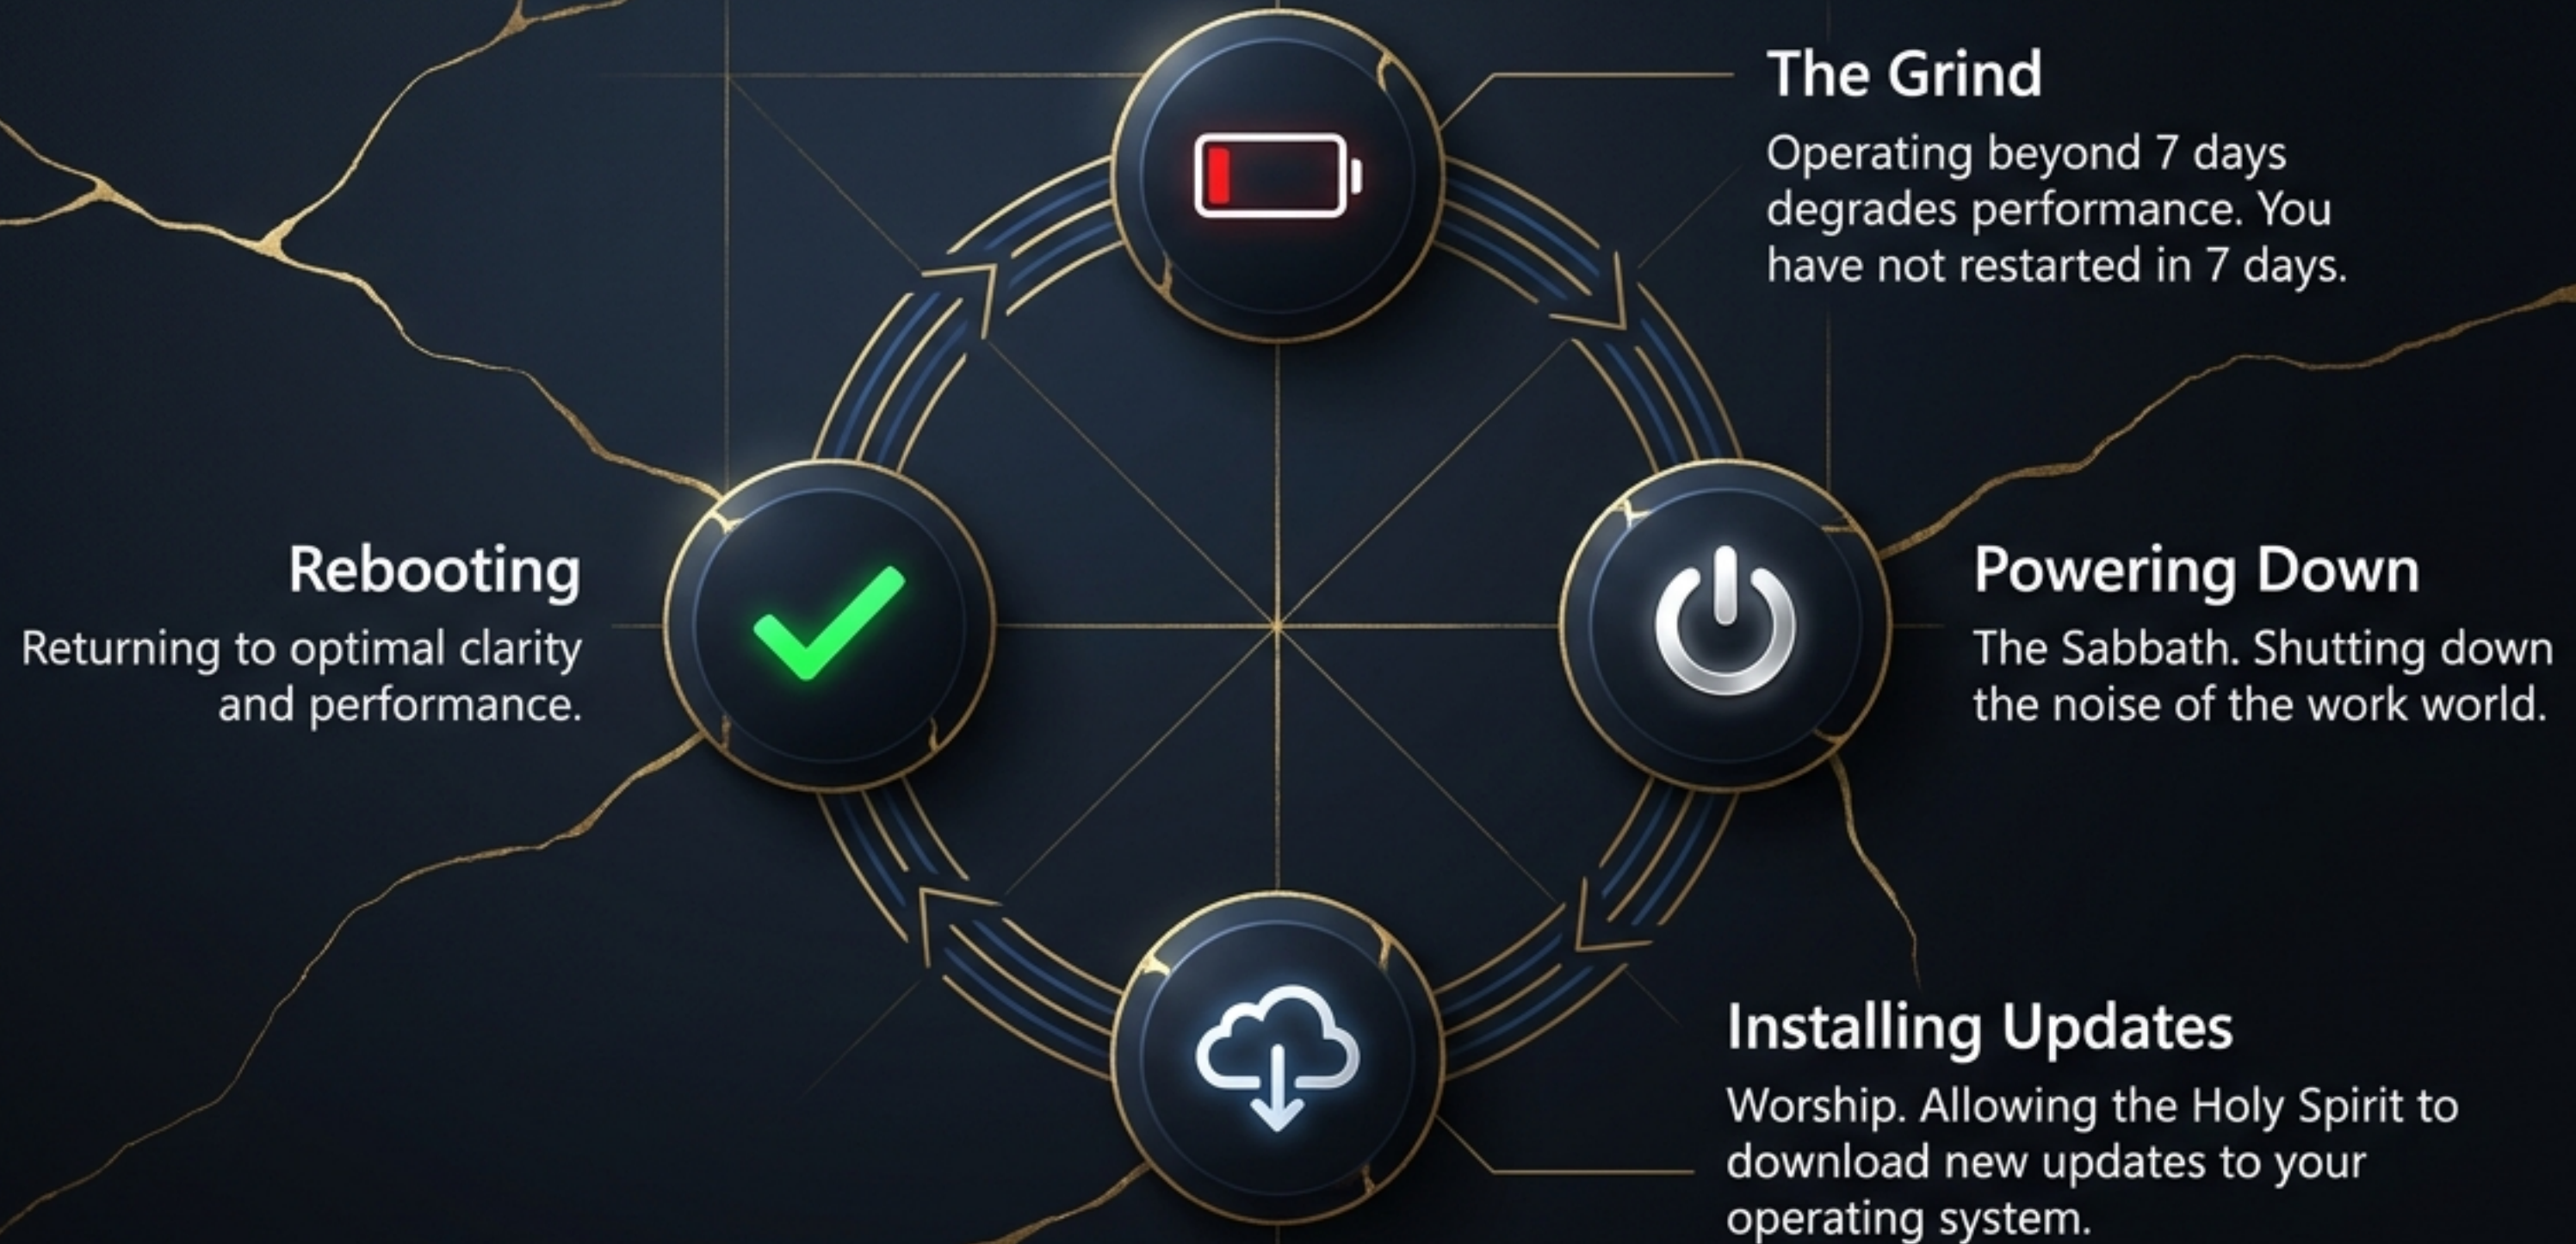 The Grind
Operating beyond 7 days
degrades performance. You
have not restarted in 7 days.
Rebooting
Returning to optimal clarity
and performance.
Powering Down
The Sabbath. Shutting down
the noise of the work world.
Installing Updates
Worship. Allowing the Holy Spirit to
download new updates to your
operating system.